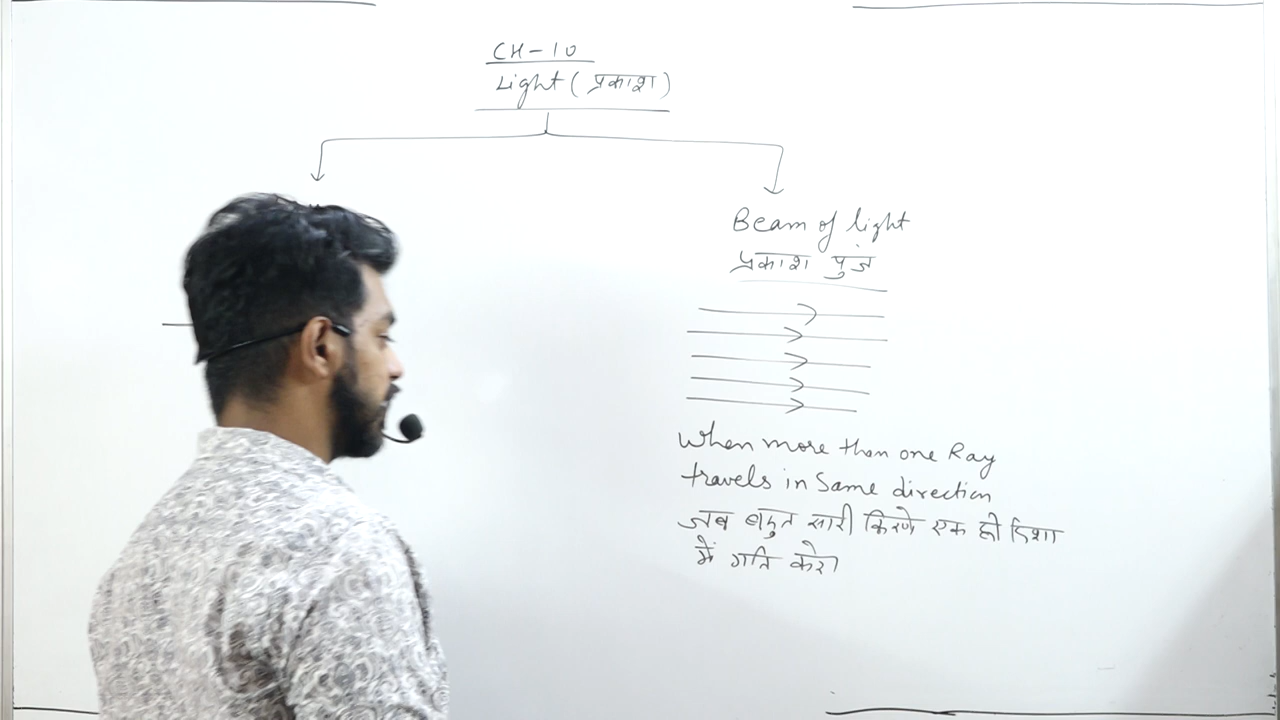 CH-10
Light (प्रकाश)
Beam of light
प्रकाश पुंज
When more than one Ray
travels in Same direction
जब बहुत सारी किरणे एक ही दिशा
में गति करे।